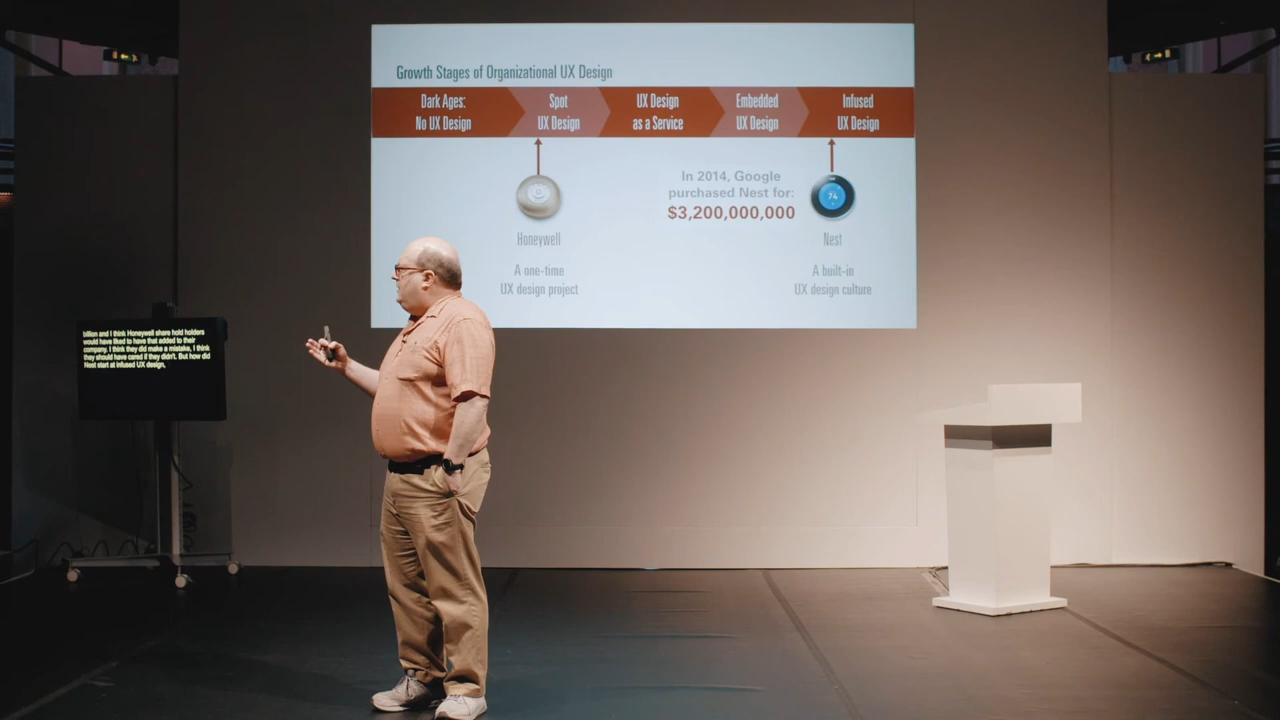 Growth Stages of Organizational UX Design
Dark Ages:
No UX Design
Spot
UX Design
UX Design
as a Service
Embedded
UX Design
Infused
UX Design
In 2014, Google
purchased Nest for:
$3,200,000,000
74
Honeywell
A one-time
UX design project
Nest
A built-in
UX design culture
billion and I think Honeywell share hold holders
would have liked to have that added to their
company. I think they did make a mistake, I think
they should have cared if they didn't. But how did
Nest start at infused UX design,